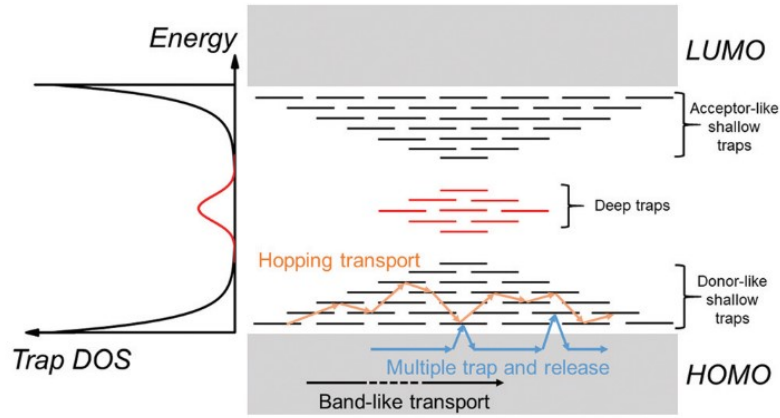 Energy
LUMO
Acceptor-like
shallow
traps
Deep traps
Hopping transport
Donor-like
shallow
traps
Multiple trap and release
Trap DOS
HOMO
Band-like transport